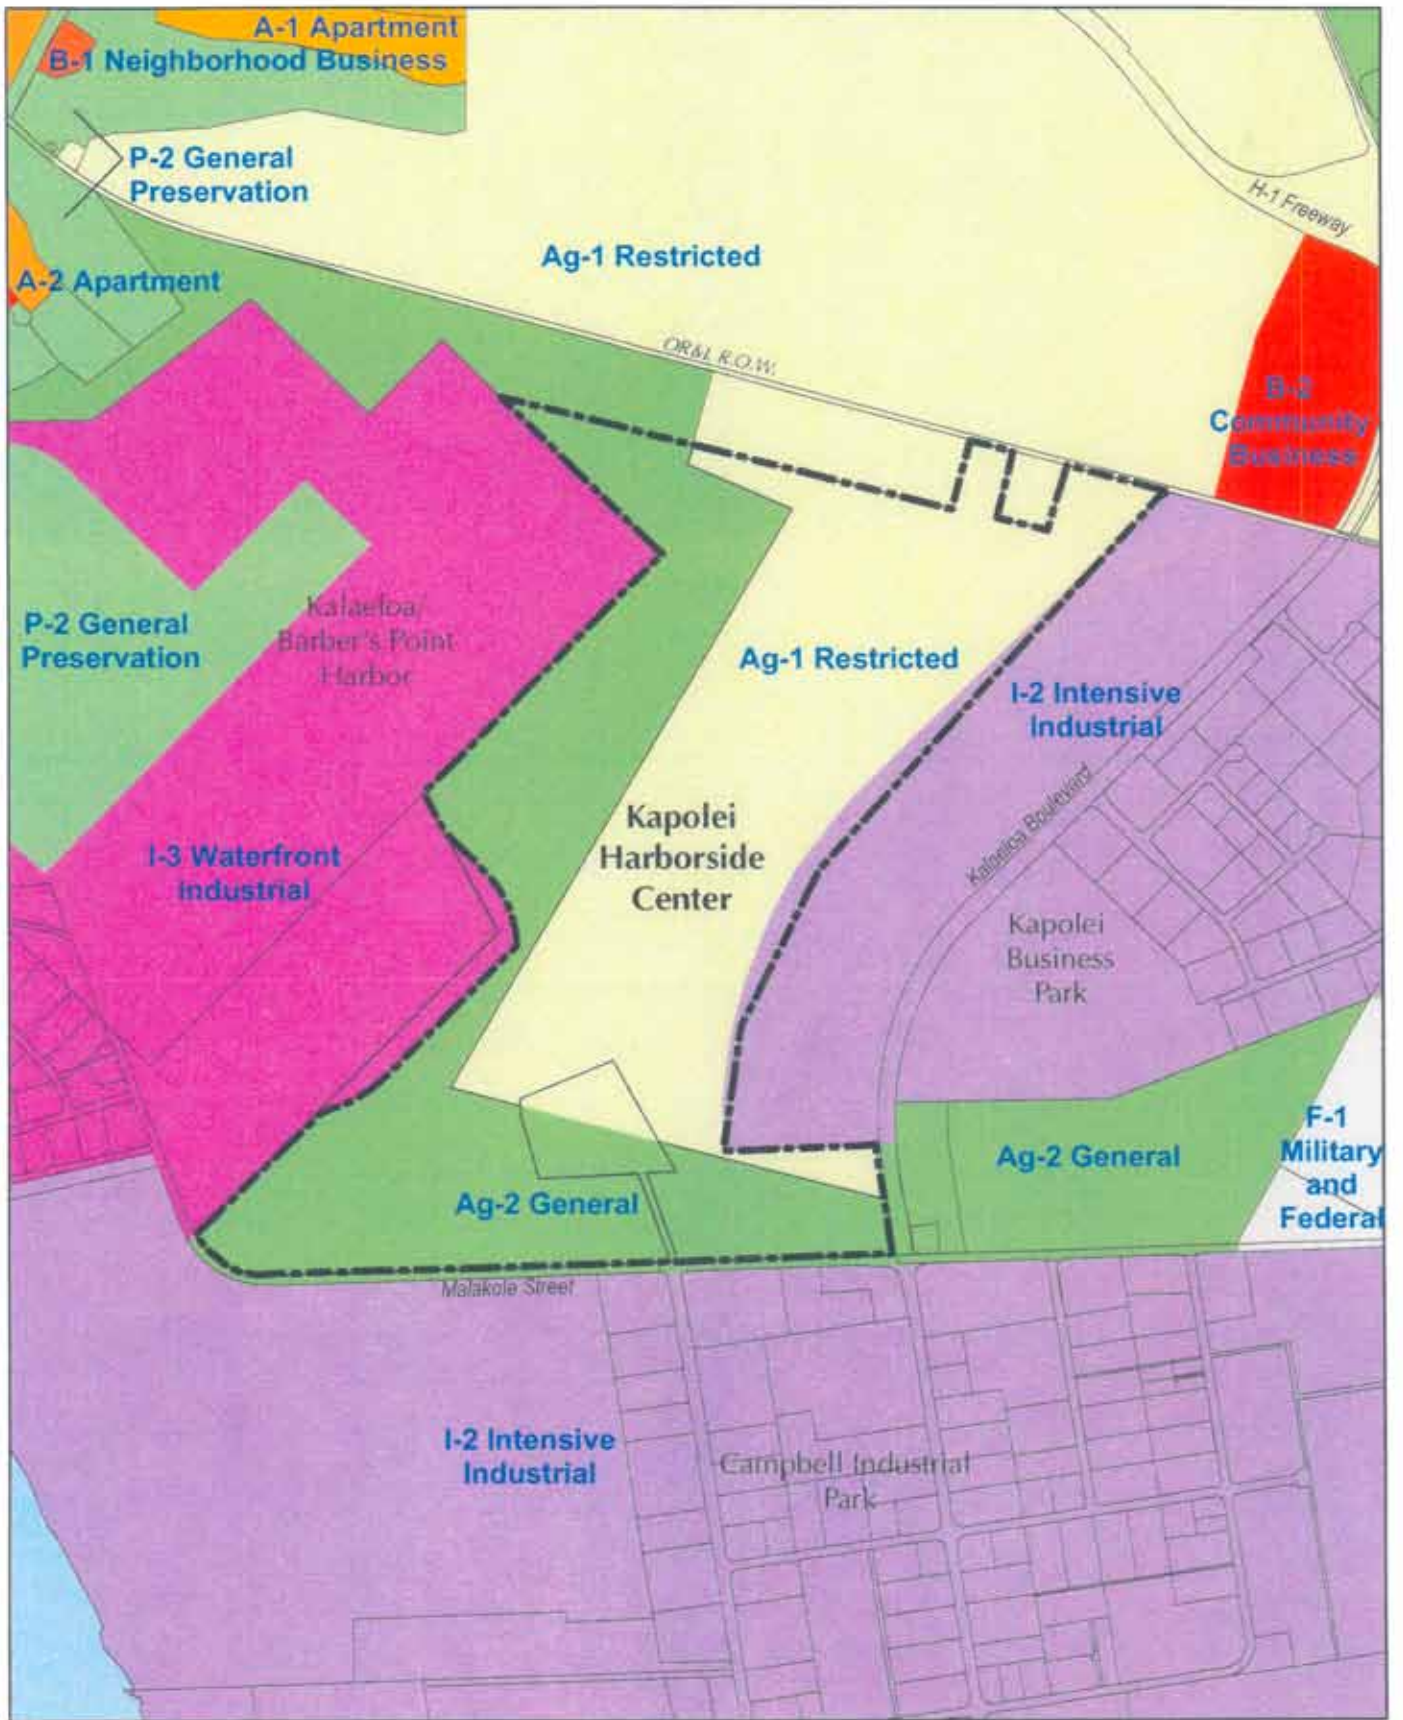 A-1 Apartment
B-1 Neighborhood Business
P-2 General
Preservation
H-1 Freeway
Ag-1 Restricted
A-2 Apartment
OR&L R.O.W.
B-2
Community
Business
P-2 General
Preservation
Kalaeloa/
Barber's Point
Harbor
Ag-1 Restricted
I-2 Intensive
Industrial
Kalaeloa Boulevard
Kapolei
Harborside
Center
I-3 Waterfront
Industrial
Kapolei
Business
Park
F-1
Military
and
Federal
Ag-2 General
Ag-2 General
Malakole Street
I-2 Intensive
Industrial
Campbell Industrial
Park